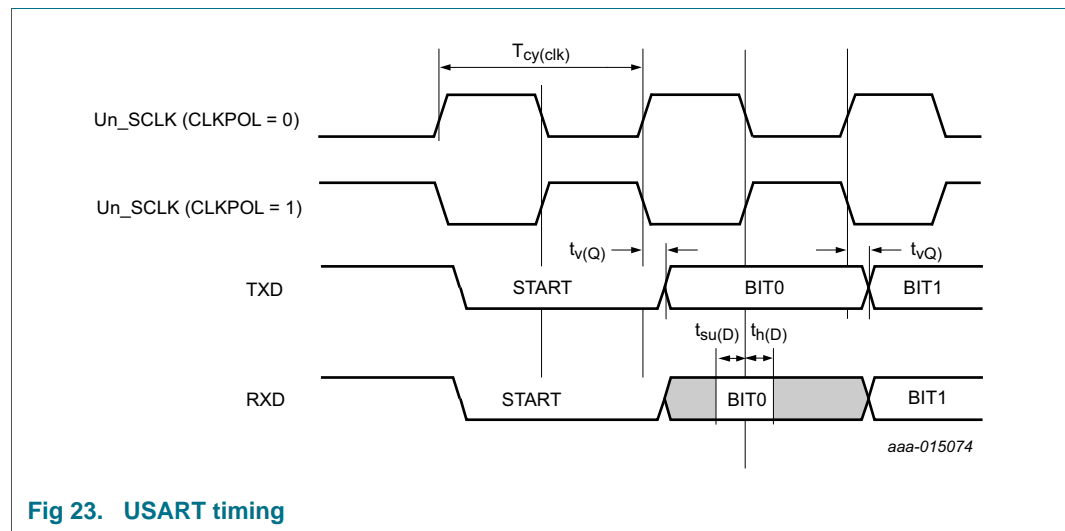 Tcy(clk)
Un_SCLK (CLKPOL = 0)
Un_SCLK (CLKPOL = 1)
tv(Q)
tvQ)
TXD
START
BIT0
BIT1
tsu(D)
th(D)
RXD
START
BIT0
BIT1
aaa-015074
Fig 23. USART timing